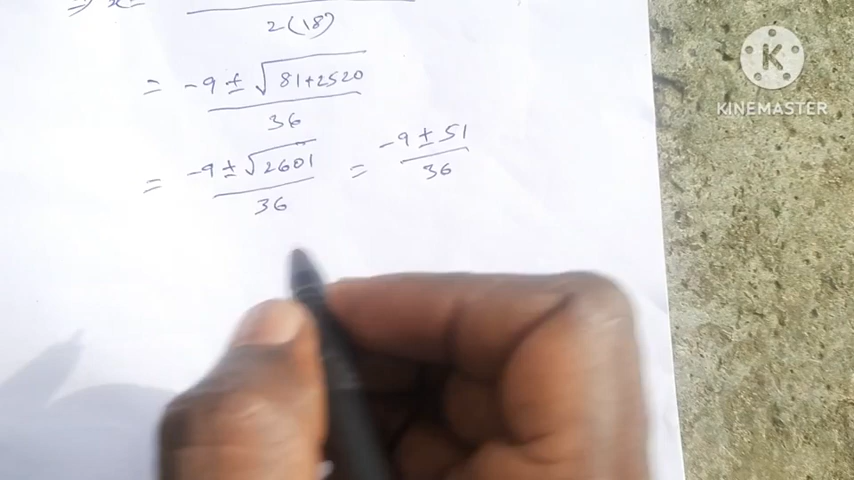 ⇒ x=
2(18)
= -9 ± √81+2520
36
= -9 ± √2601 / 36 = -9 ± 51 / 36
K
KINEMASTER